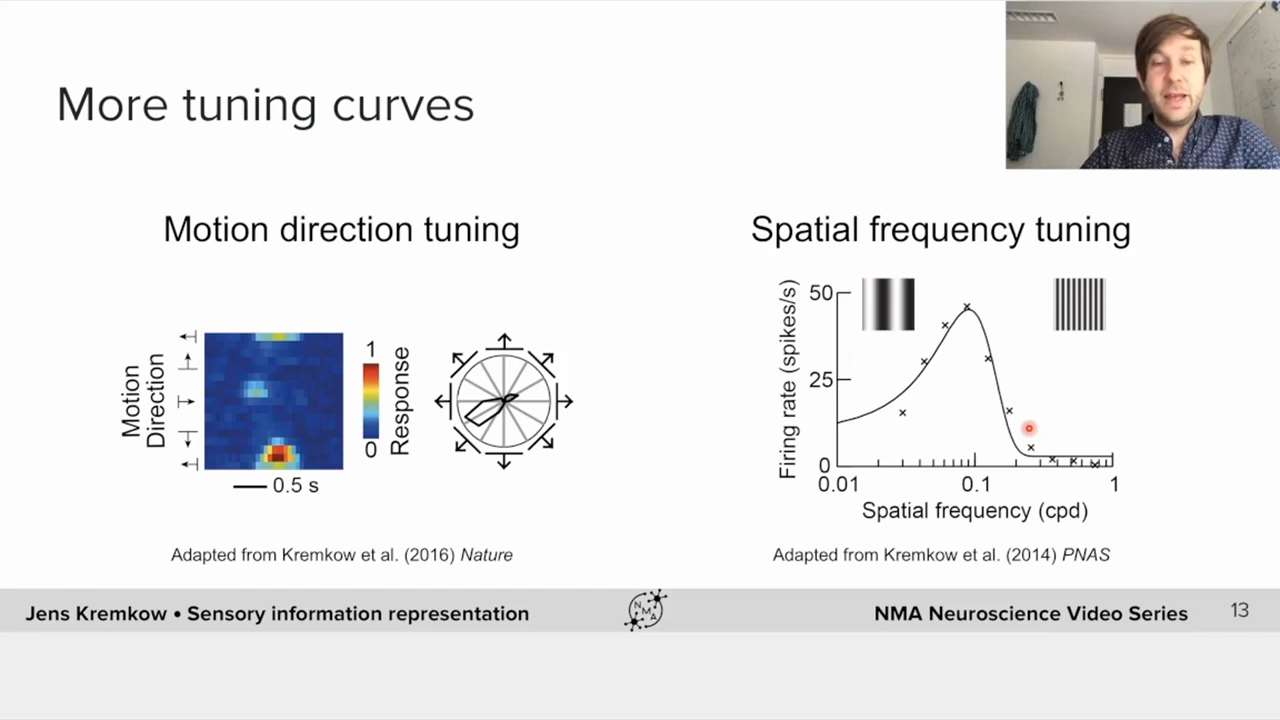 More tuning curves
Motion direction tuning
Motion
Direction
1
0
Response
0.5 s
Adapted from Kremkow et al. (2016) Nature
Spatial frequency tuning
Firing rate (spikes/s)
50
25
0
0.01
0.1
1
Spatial frequency (cpd)
Adapted from Kremkow et al. (2014) PNAS
Jens Kremkow • Sensory information representation
N
M
A
NMA Neuroscience Video Series
13